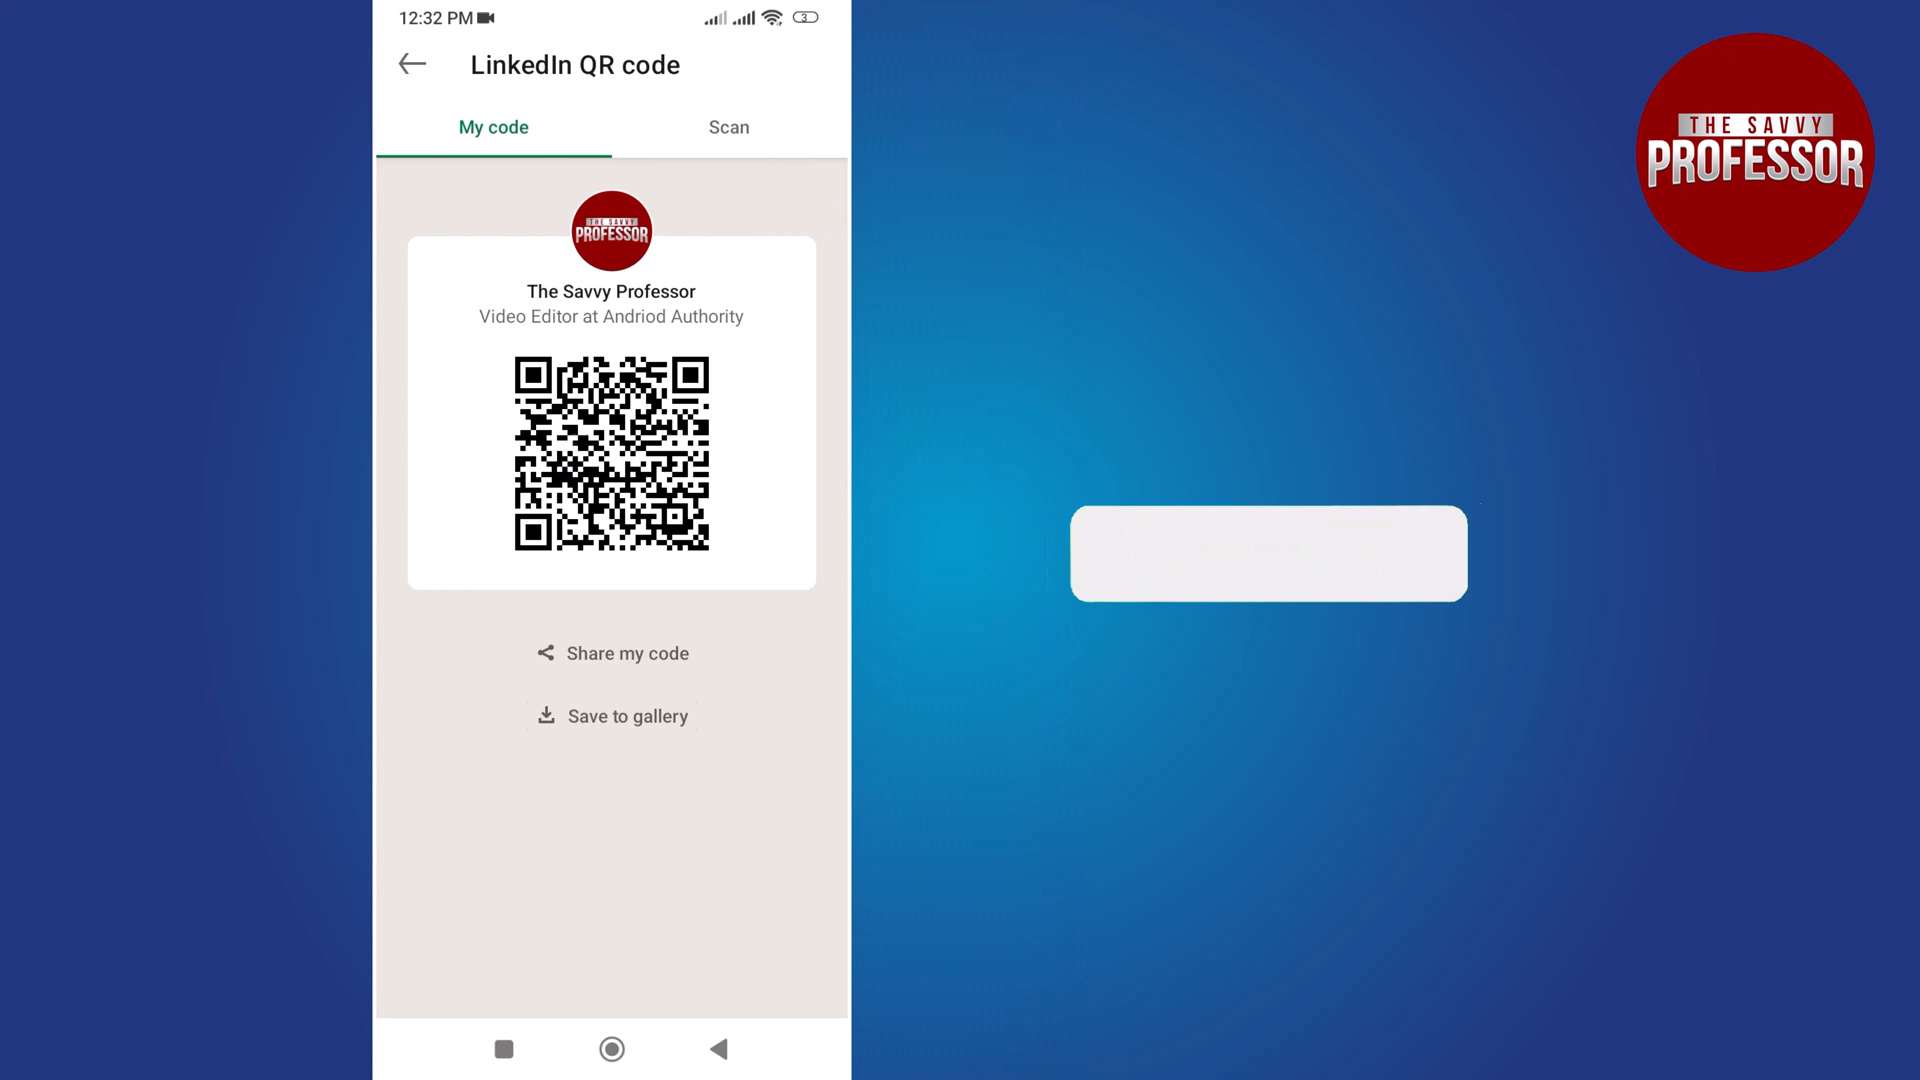 12:32 PM
3
LinkedIn QR code
My code
Scan
THE SAVVY
PROFESSOR
The Savvy Professor
Video Editor at Andriod Authority
Share my code
Save to gallery
THE SAVVY
PROFESSOR